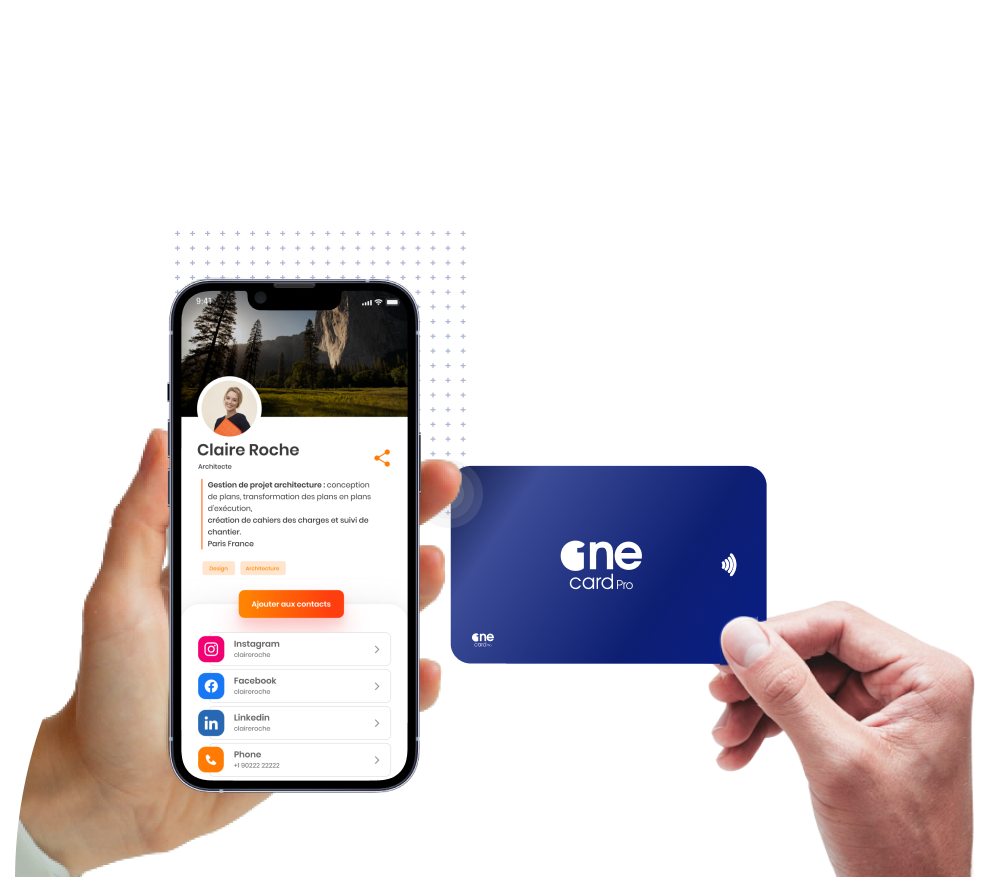 9:41
Claire Roche
Architecte
Gestion de projet architecture : conception
de plans, transformation des plans en plans
d'exécution,
création de cahiers des charges et suivi de
chantier.
Paris France
Design
Architecture
Ajouter aux contacts
Instagram
claireroche
Facebook
claireroche
Linkedin
claireroche
Phone
+1 90222 22222
One
card Pro
One
card